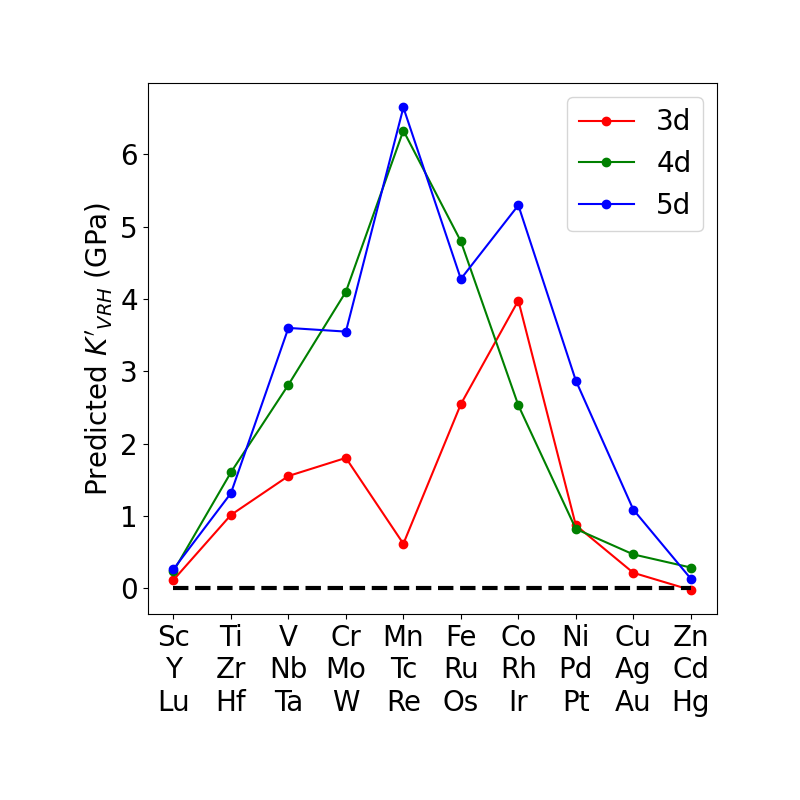 Predicted K'VRH (GPa)
6
5
4
3
2
1
0
3d
4d
5d
Sc Ti V Cr Mn Fe Co Ni Cu Zn
Y Zr Nb Mo Tc Ru Rh Pd Ag Cd
Lu Hf Ta W Re Os Ir Pt Au Hg